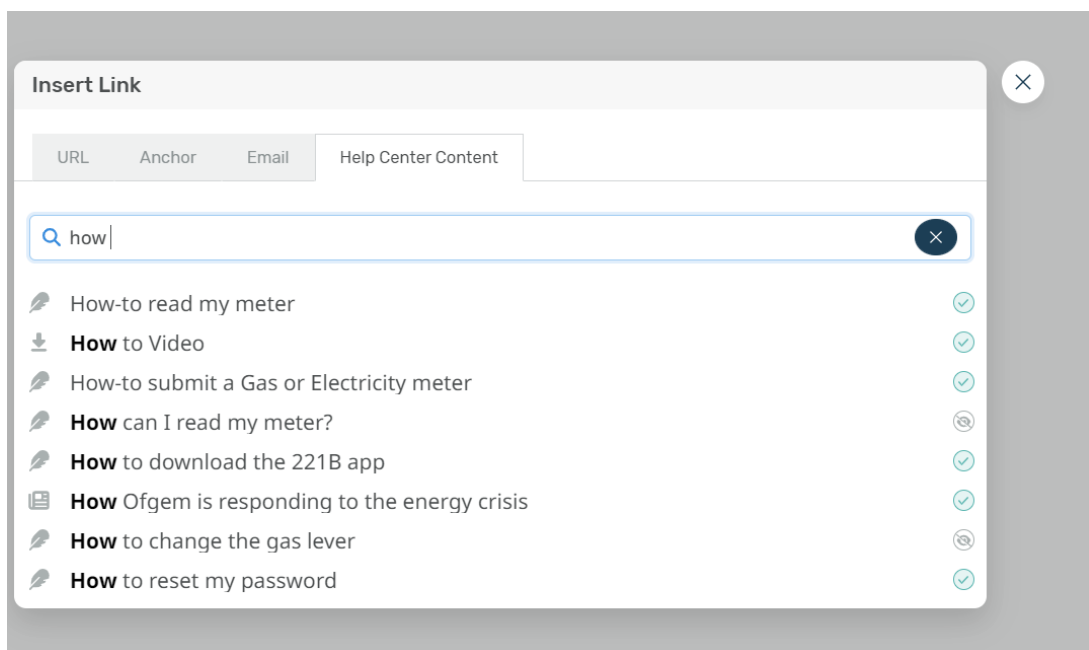 Insert Link
URL Anchor Email Help Center Content
how
How-to read my meter
How to Video
How-to submit a Gas or Electricity meter
How can I read my meter?
How to download the 221B app
How Ofgem is responding to the energy crisis
How to change the gas lever
How to reset my password